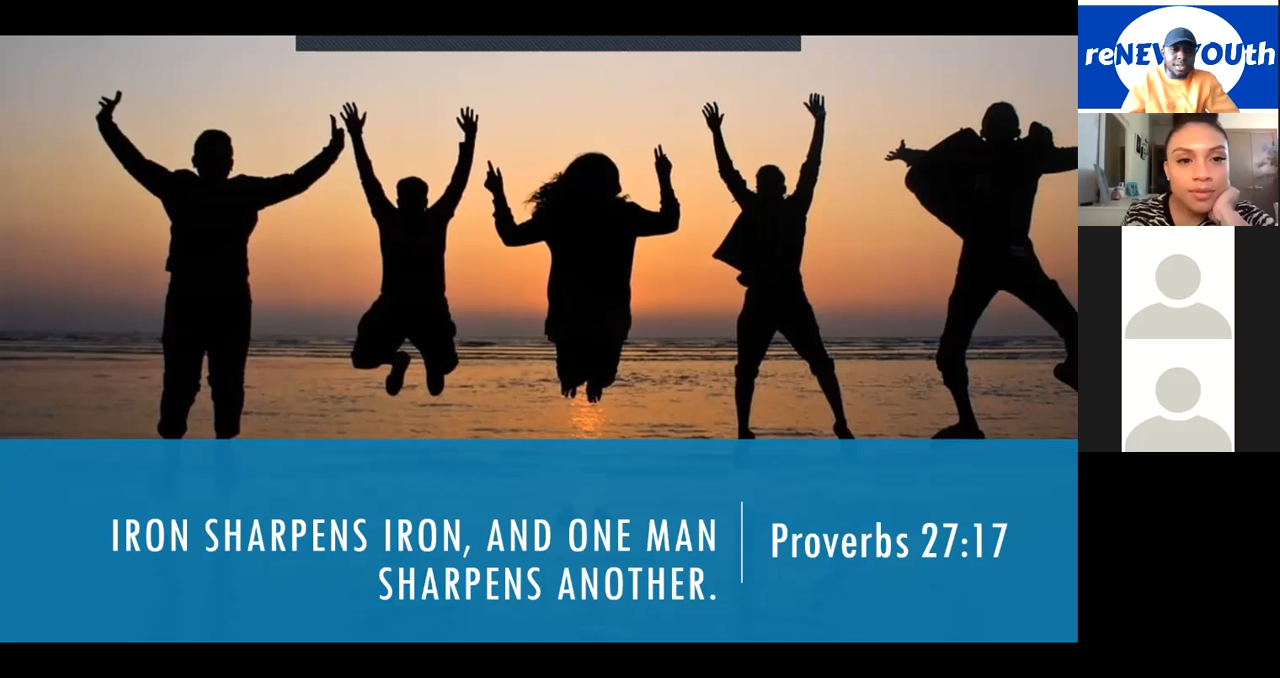 IRON SHARPENS IRON, AND ONE MAN
SHARPENS ANOTHER.
Proverbs 27:17